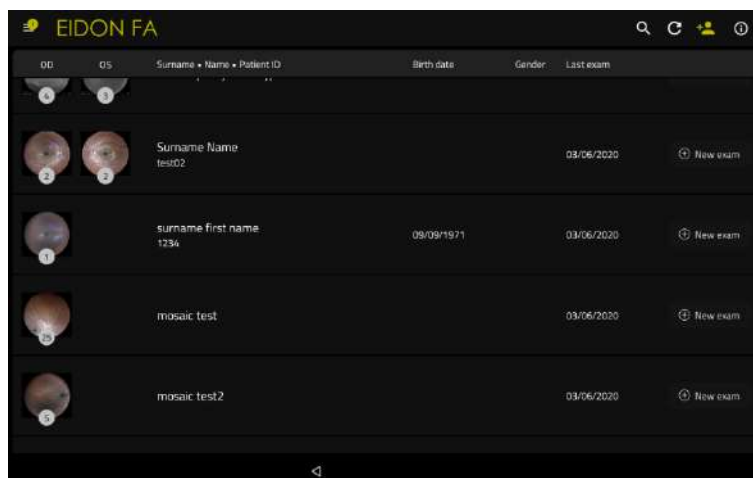 EIDON FA
OD OS Surname • Name • Patient ID Birth date Gender Last exam
4 3
Surname Name
test02
03/06/2020 New exam
2 2
surname first name
1234
09/09/1971 03/06/2020 New exam
1
mosaic test 03/06/2020 New exam
25
mosaic test2 03/06/2020 New exam
5